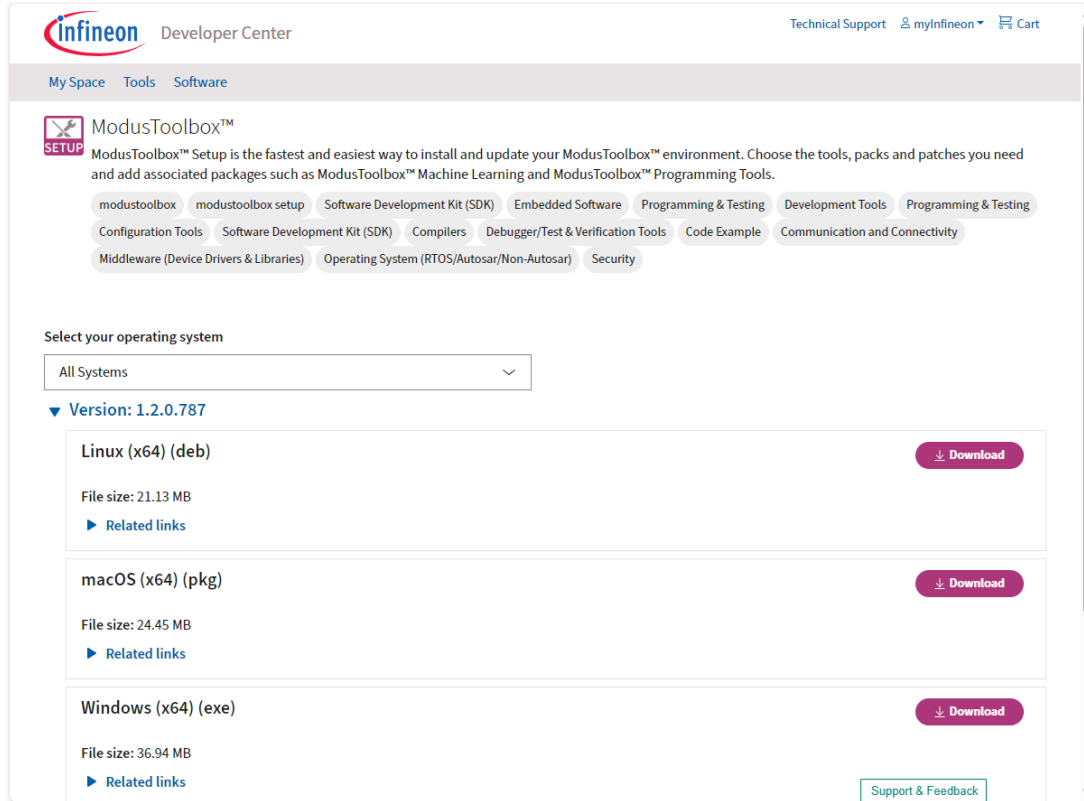 infineon Developer Center
Technical Support myInfineon Cart
My Space Tools Software
SETUP
ModusToolbox™
ModusToolbox™ Setup is the fastest and easiest way to install and update your ModusToolbox™ environment. Choose the tools, packs and patches you need
and add associated packages such as ModusToolbox™ Machine Learning and ModusToolbox™ Programming Tools.
modustoolbox modustoolbox setup Software Development Kit (SDK) Embedded Software Programming & Testing Development Tools Programming & Testing
Configuration Tools Software Development Kit (SDK) Compilers Debugger/Test & Verification Tools Code Example Communication and Connectivity
Middleware (Device Drivers & Libraries) Operating System (RTOS/Autosar/Non-Autosar) Security
Select your operating system
All Systems
Version: 1.2.0.787
Linux (x64) (deb)
Download
File size: 21.13 MB
Related links
macOS (x64) (pkg)
Download
File size: 24.45 MB
Related links
Windows (x64) (exe)
Download
File size: 36.94 MB
Related links
Support & Feedback